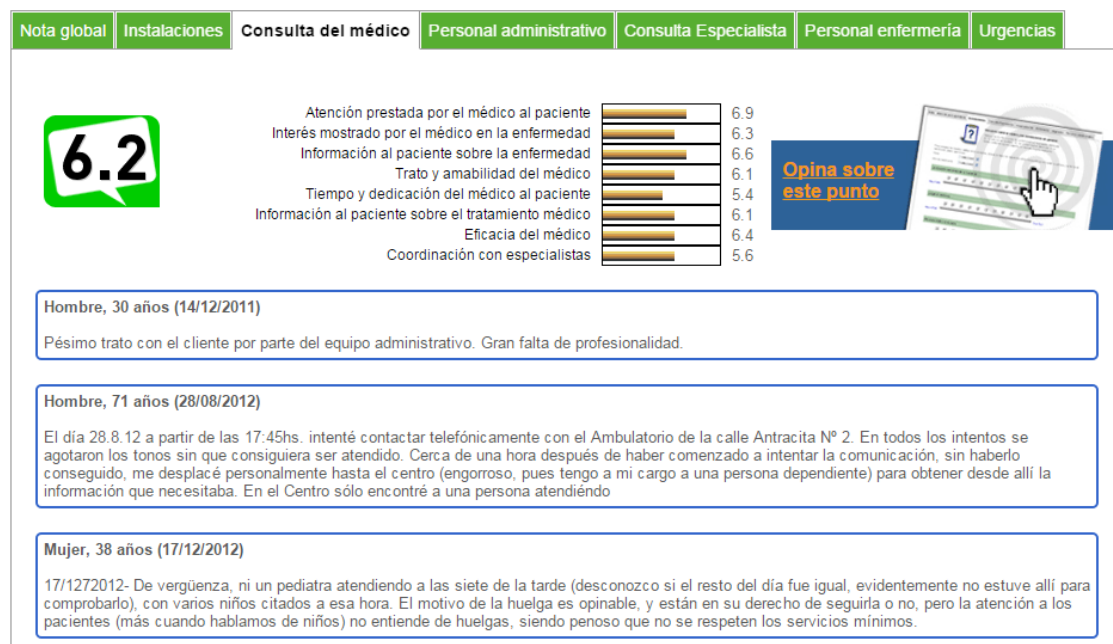 Nota global Instalaciones Consulta del médico Personal administrativo Consulta Especialista Personal enfermería Urgencias
6.2
Atención prestada por el médico al paciente 6.9
Interés mostrado por el médico en la enfermedad 6.3
Información al paciente sobre la enfermedad 6.6
Trato y amabilidad del médico 6.1
Tiempo y dedicación del médico al paciente 5.4
Información al paciente sobre el tratamiento médico 6.1
Eficacia del médico 6.4
Coordinación con especialistas 5.6
Opina sobre
este punto
Hombre, 30 años (14/12/2011)
Pésimo trato con el cliente por parte del equipo administrativo. Gran falta de profesionalidad.
Hombre, 71 años (28/08/2012)
El día 28.8.12 a partir de las 17:45hs. intenté contactar telefónicamente con el Ambulatorio de la calle Antracita Nº 2. En todos los intentos se
agotaron los tonos sin que consiguiera ser atendido. Cerca de una hora después de haber comenzado a intentar la comunicación, sin haberlo
conseguido, me desplacé personalmente hasta el centro (engorroso, pues tengo a mi cargo a una persona dependiente) para obtener desde allí la
información que necesitaba. En el Centro sólo encontré a una persona atendiéndo
Mujer, 38 años (17/12/2012)
17/1272012- De vergüenza, ni un pediatra atendiendo a las siete de la tarde (desconozco si el resto del día fue igual, evidentemente no estuve allí para
comprobarlo), con varios niños citados a esa hora. El motivo de la huelga es opinable, y están en su derecho de seguirla o no, pero la atención a los
pacientes (más cuando hablamos de niños) no entiende de huelgas, siendo penoso que no se respeten los servicios mínimos.